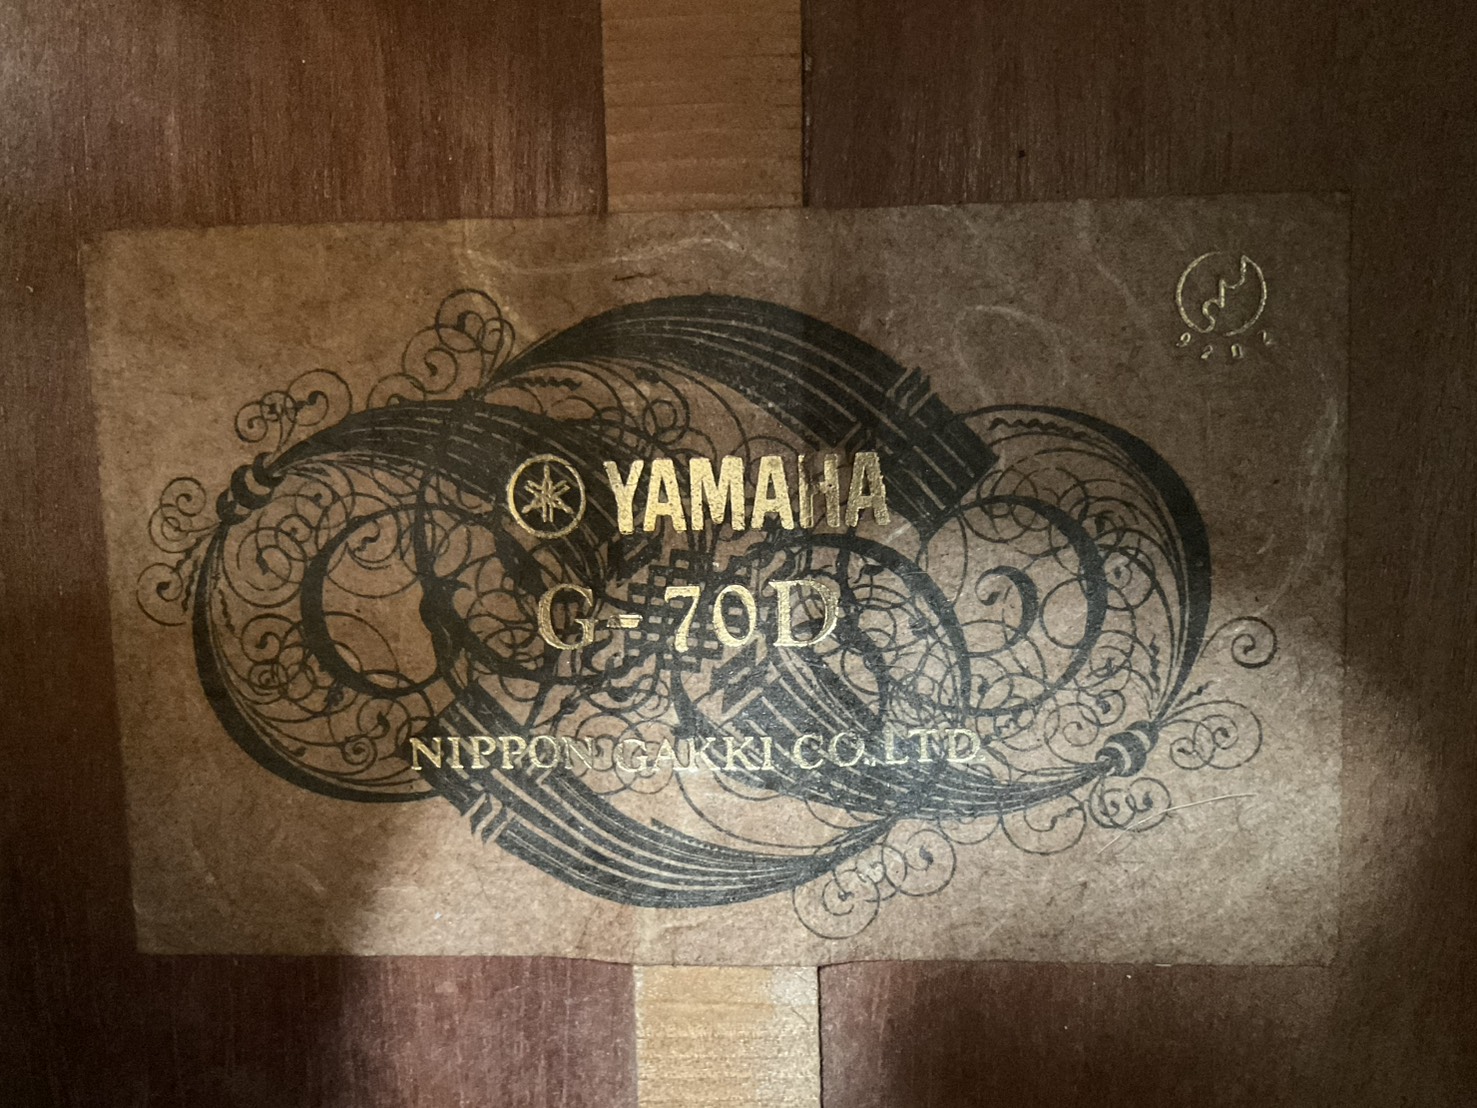 YAMAHA
G-70D
NIPPON GAKKI CO.,LTD.